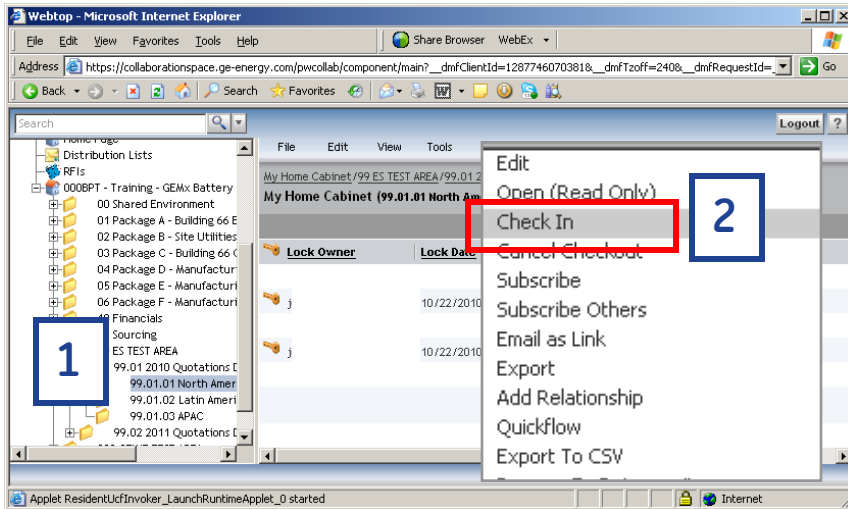 Webtop - Microsoft Internet Explorer
File Edit View Favorites Tools Help
Share Browser WebEx
Address https://collaborationspace.ge-energy.com/pwcollab/component/main?__dmfClientId=1287746070381&__dmfTzoff=240&__dmfRequestId=_ Go
Back Search Favorites
Search Logout ?
Home Page
Distribution Lists
RFIs
000BPT - Training - GEMx Battery
00 Shared Environment
01 Package A - Building 66 E
02 Package B - Site Utilities
03 Package C - Building 66
04 Package D - Manufactur
05 Package E - Manufacturi
06 Package F - Manufacturi
Financials
Sourcing
ES TEST AREA
99.01 2010 Quotations
99.01.01 North Amer
99.01.02 Latin Ameri
99.01.03 APAC
99.02 2011 Quotations
1
File Edit View Tools
My Home Cabinet /99 ES TEST AREA /99.01 2
My Home Cabinet (99.01.01 North Am
Lock Owner Lock Date
j 10/22/2010
j 10/22/2010
Edit
Open (Read Only)
Check In
Cancel Checkout
Subscribe
Subscribe Others
Email as Link
Export
Add Relationship
Quickflow
Export To CSV
2
Applet ResidentUcfInvoker_LaunchRuntimeApplet_0 started Internet